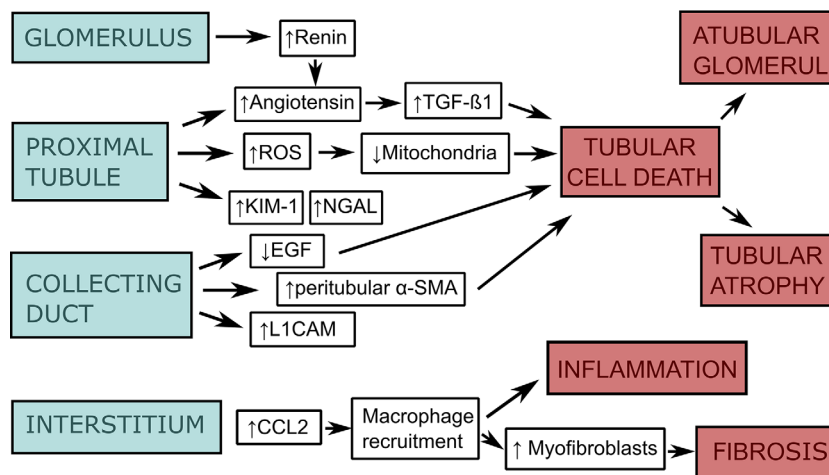 GLOMERULUS
↑Renin
ATUBULAR
GLOMERUL
↑Angiotensin
↑TGF-ß1
PROXIMAL
TUBULE
↑ROS
↓Mitochondria
TUBULAR
CELL DEATH
↑KIM-1
↑NGAL
↓EGF
COLLECTING
DUCT
↑peritubular α-SMA
TUBULAR
ATROPHY
↑L1CAM
INFLAMMATION
INTERSTITIUM
↑CCL2
Macrophage
recruitment
↑ Myofibroblasts
FIBROSIS